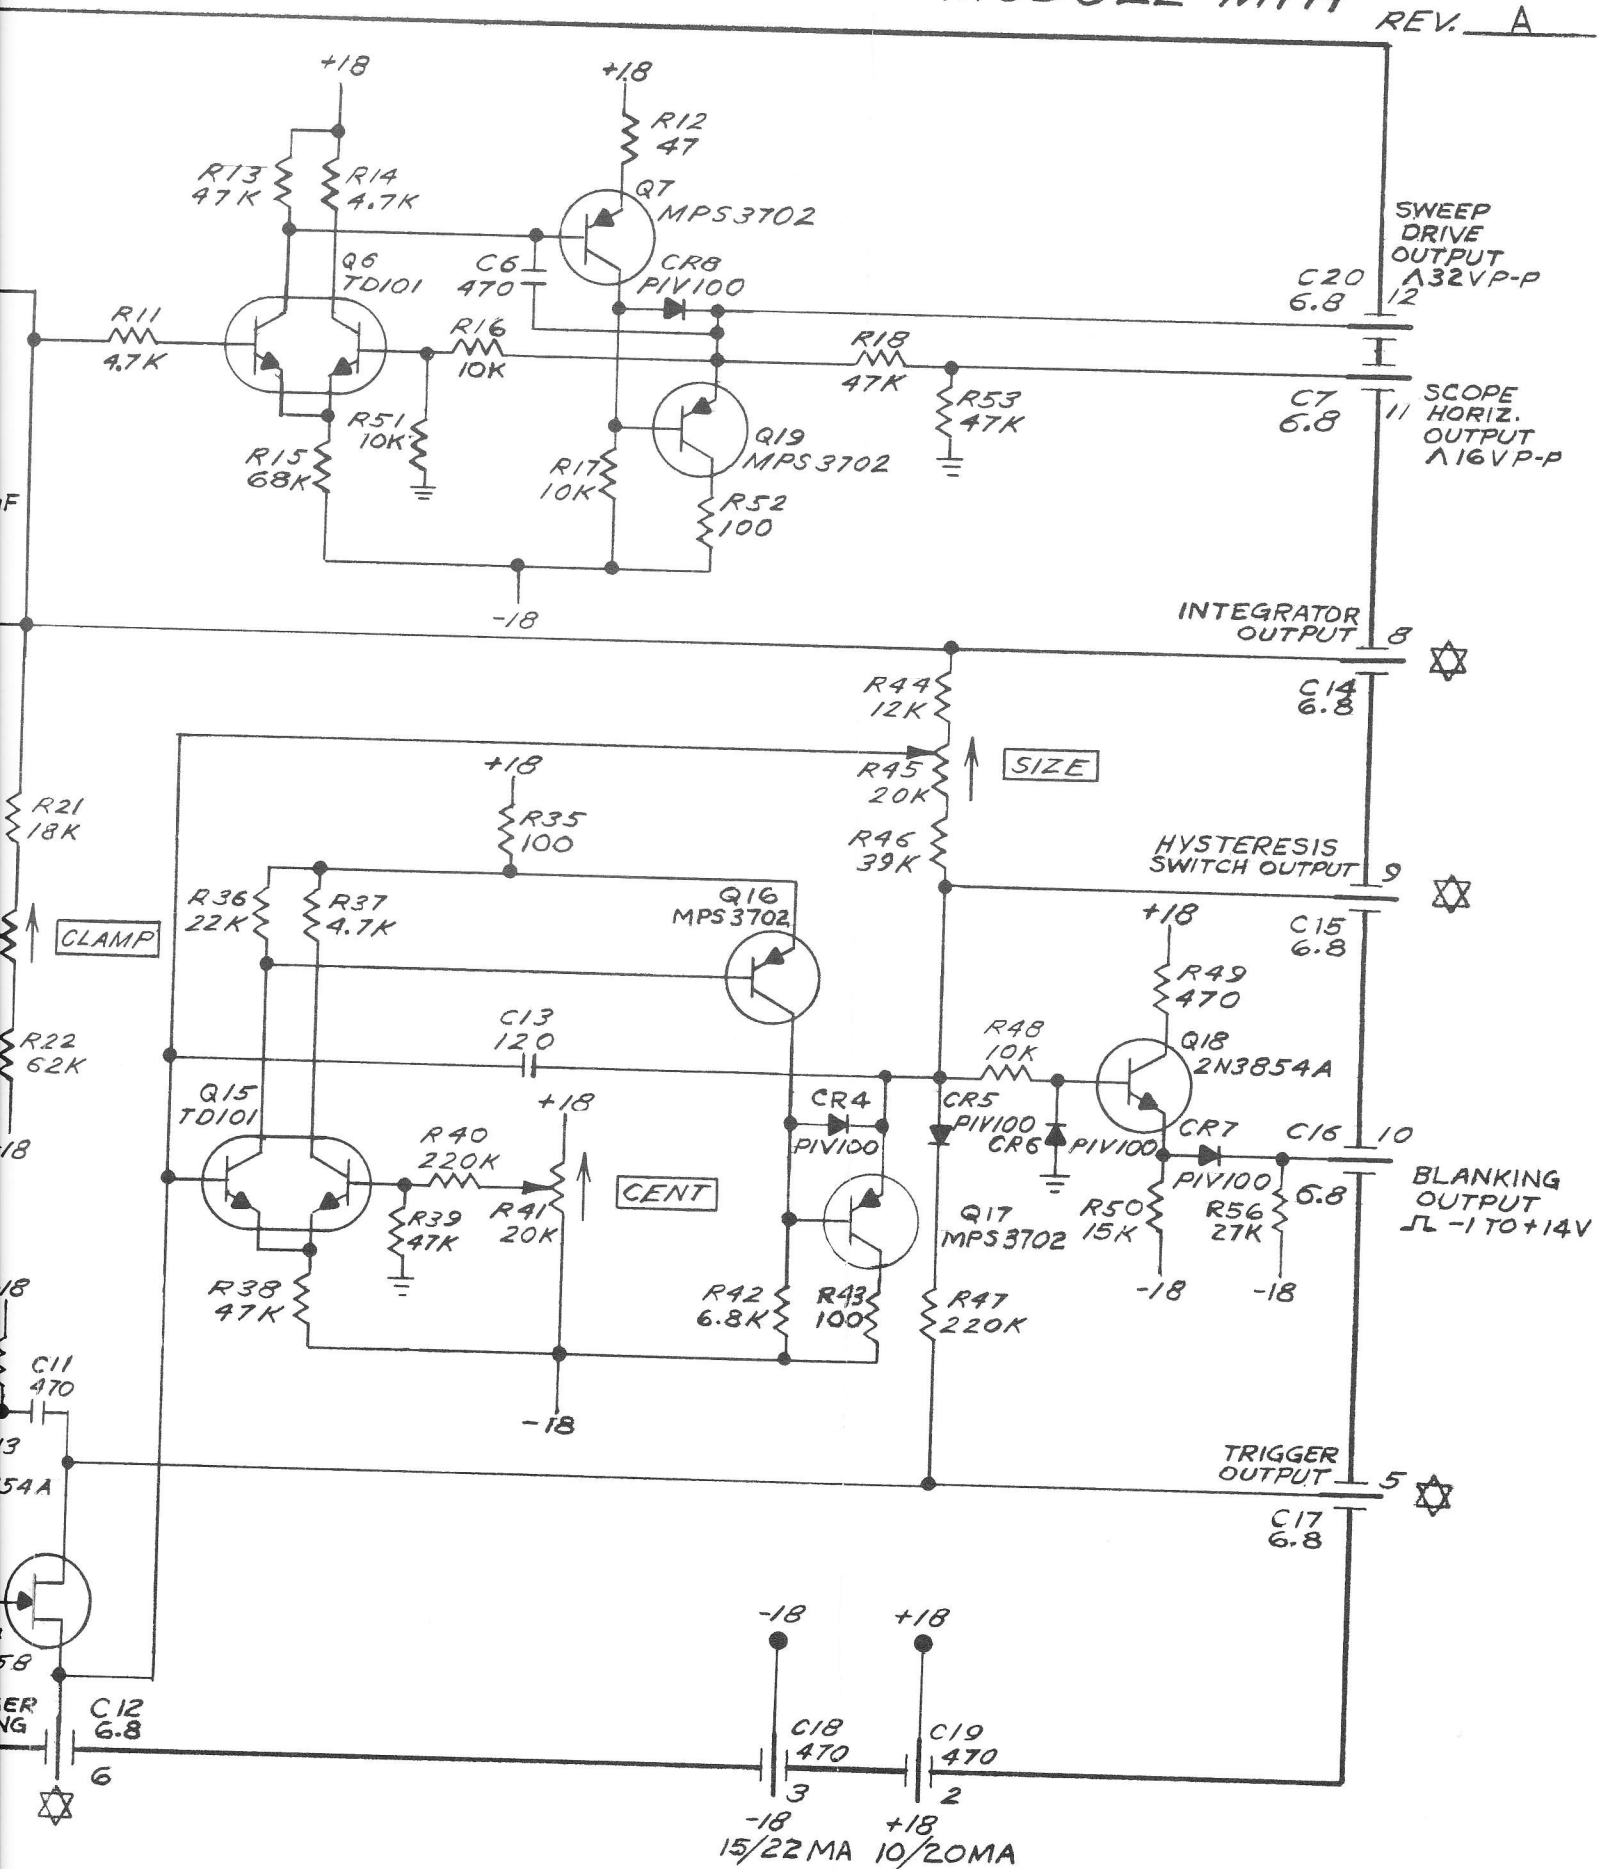 REV. A
+18
+18
R12
47
R13
47K
R14
4.7K
Q7
MPS3702
SWEEP
DRIVE
OUTPUT
Λ32VP-P
12
C20
6.8
Q6
TD101
C6
470
CR8
PIV100
R11
4.7K
R16
10K
R18
47K
R53
47K
C7
6.8
11
SCOPE
HORIZ.
OUTPUT
Λ16VP-P
R51
10K
R15
68K
Q19
MPS3702
R17
10K
R52
100
-18
INTEGRATOR
OUTPUT
8
C14
6.8
R44
12K
SIZE
R45
20K
R46
39K
+18
R35
100
R21
18K
HYSTERESIS
SWITCH OUTPUT
9
C15
6.8
R36
22K
R37
4.7K
Q16
MPS3702
CLAMP
+18
R49
470
R22
62K
C13
120
R48
10K
Q18
2N3854A
Q15
TD101
+18
CR4
PIV100
CR5
PIV100
CR6
PIV100
CR7
PIV100
C16
6.8
10
BLANKING
OUTPUT
-1 TO +14V
R40
220K
CENT
R39
47K
R41
20K
Q17
MPS3702
R50
15K
R56
27K
-18
-18
R38
47K
R42
6.8K
R43
100
R47
220K
C11
470
-18
54A
TRIGGER
OUTPUT
5
C17
6.8
-18
+18
C12
6.8
6
C18
470
3
-18
15/22MA
C19
470
2
+18
10/20MA